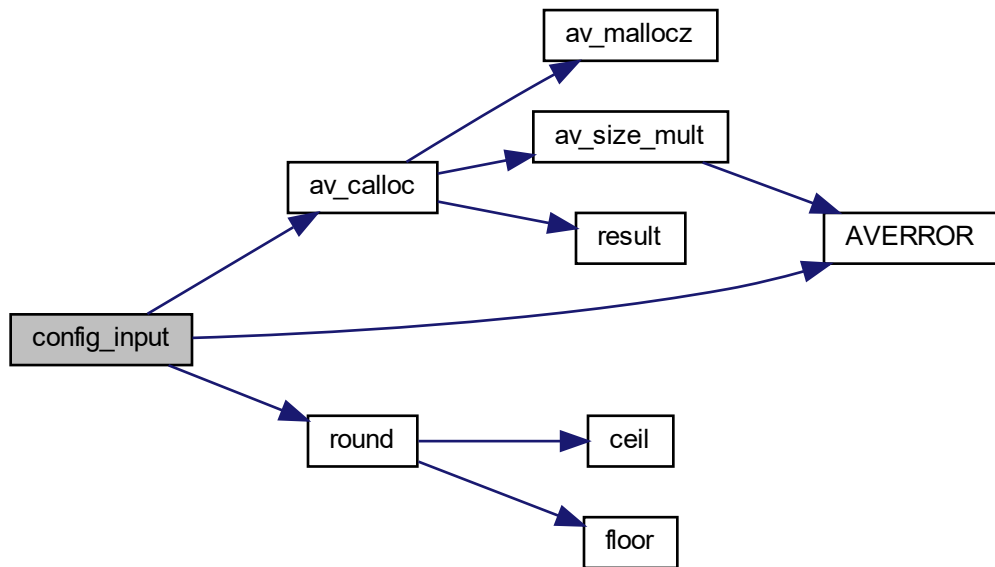 av_mallocz
av_size_mult
av_calloc
result
AVERROR
config_input
round
ceil
floor